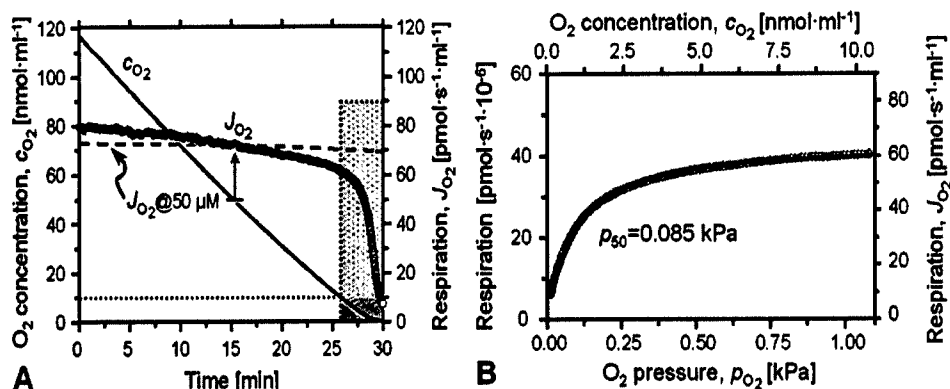 O₂ concentration, cO₂ [nmol·ml⁻¹]
120
100
80
60
40
20
0
0 5 10 15 20 25 30
Time [min]
120
100
80
60
40
20
0
Respiration, JO₂ [pmol·s⁻¹·ml⁻¹]
cO₂
JO₂
JO₂@50 µM
A
O₂ concentration, cO₂ [nmol·ml⁻¹]
0 2.5 5 7.5 10
Respiration [pmol·s⁻¹·10⁻⁶]
60
40
20
0
p₅₀=0.085 kPa
80
60
40
20
0
Respiration, JO₂ [pmol·s⁻¹·ml⁻¹]
0.00 0.25 0.50 0.75 1.00
O₂ pressure, pO₂ [kPa]
B